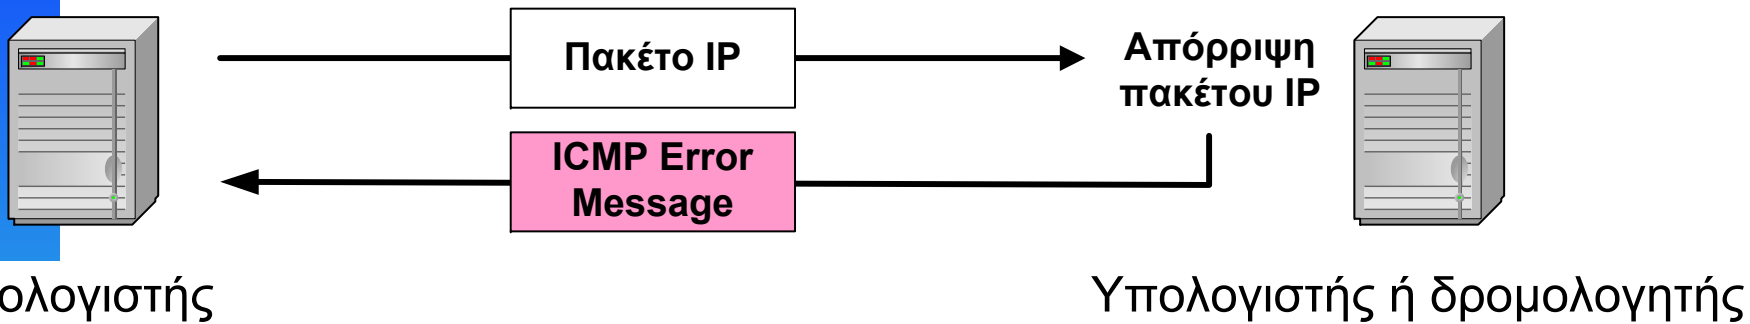 Πακέτο IP
Απόρριψη
πακέτου IP
ICMP Error
Message
ολογιστής
Υπολογιστής ή δρομολογητής